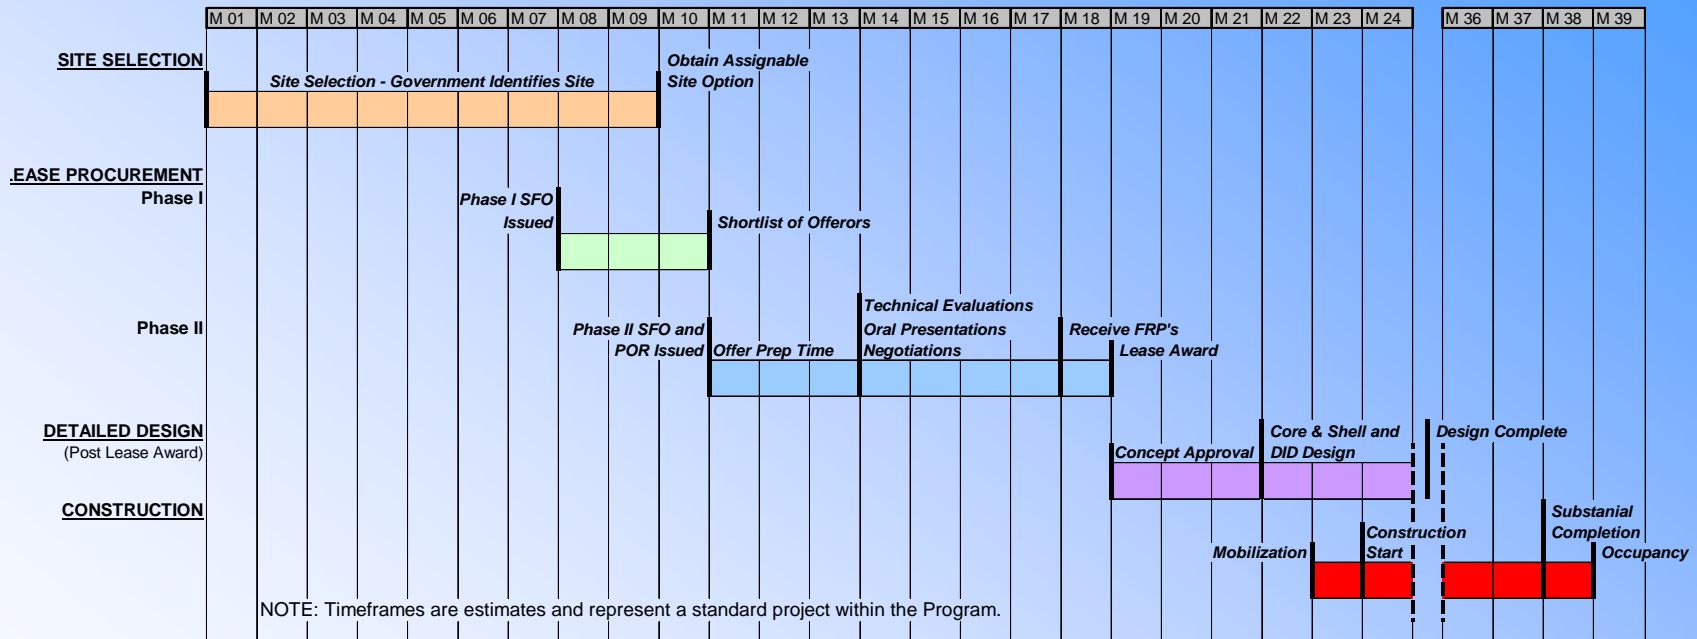 M 01 M 02 M 03 M 04 M 05 M 06 M 07 M 08 M 09 M 10 M 11 M 12 M 13 M 14 M 15 M 16 M 17 M 18 M 19 M 20 M 21 M 22 M 23 M 24 M 36 M 37 M 38 M 39
SITE SELECTION
Site Selection - Government Identifies Site
Obtain Assignable
Site Option
LEASE PROCUREMENT
Phase I
Phase I SFO
Issued
Shortlist of Offerors
Phase II
Phase II SFO and
POR Issued
Offer Prep Time
Technical Evaluations
Oral Presentations
Negotiations
Receive FRP's
Lease Award
DETAILED DESIGN
(Post Lease Award)
Concept Approval
Core & Shell and
DID Design
Design Complete
CONSTRUCTION
Mobilization
Construction
Start
Substanial
Completion
Occupancy
NOTE: Timeframes are estimates and represent a standard project within the Program.